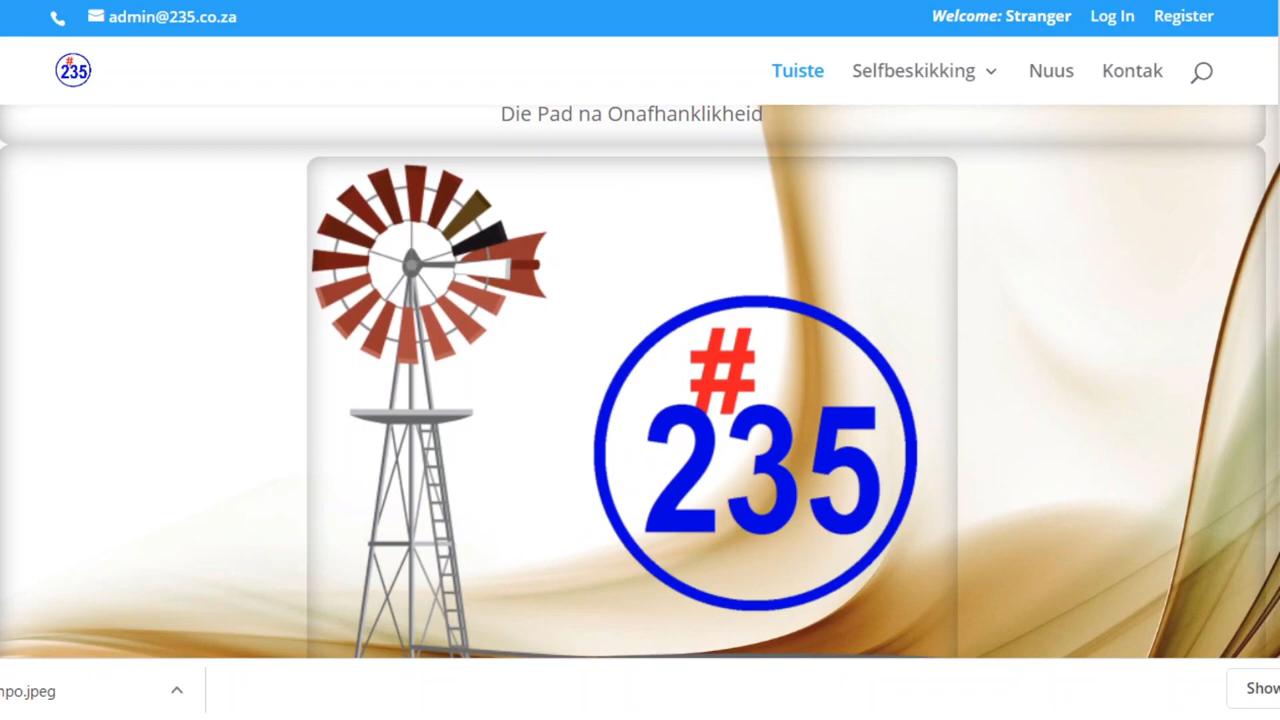 admin@235.co.za
Welcome: Stranger Log In Register
#
235
Tuiste Selfbeskikking Nuus Kontak
Die Pad na Onafhanklikheid
#
235
npo.jpeg
Show